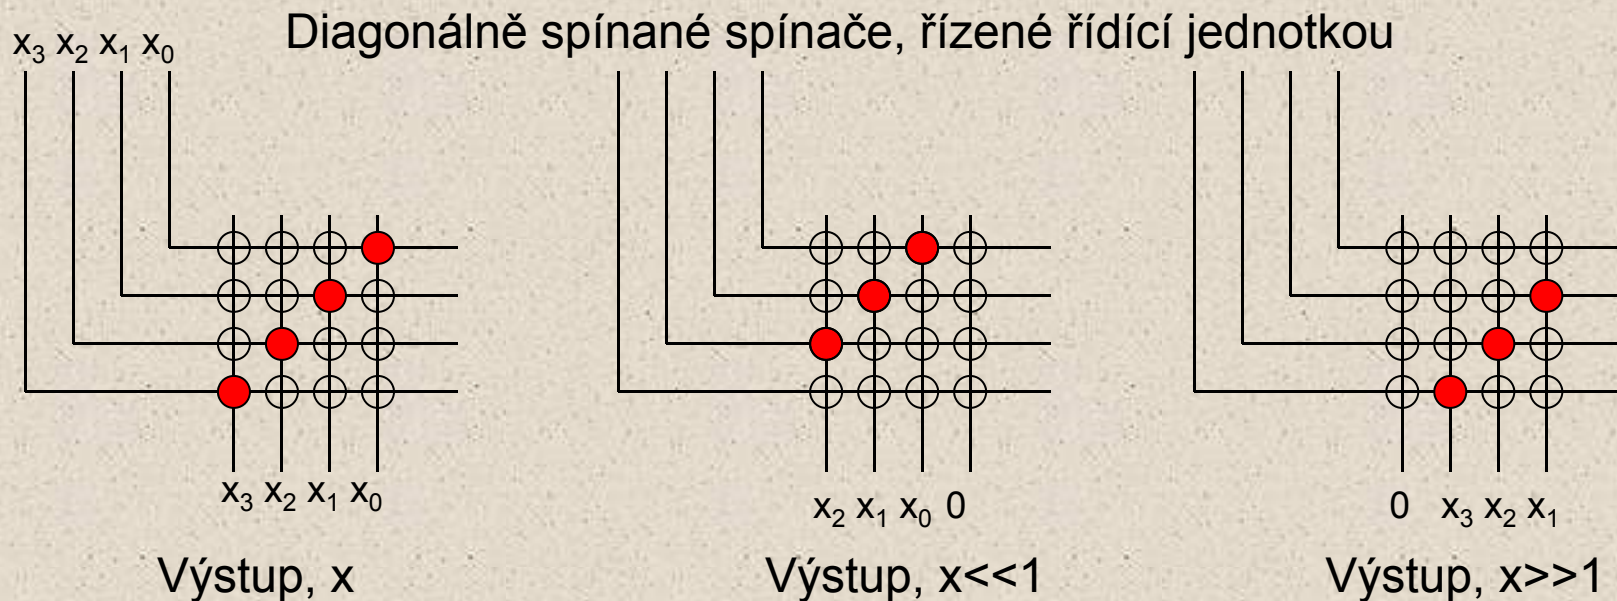 Diagonálně spínané spínače, řízené řídící jednotkou
x₃ x₂ x₁ x₀
x₃ x₂ x₁ x₀
x₂ x₁ x₀ 0
0 x₃ x₂ x₁
Výstup, x
Výstup, x<<1
Výstup, x>>1